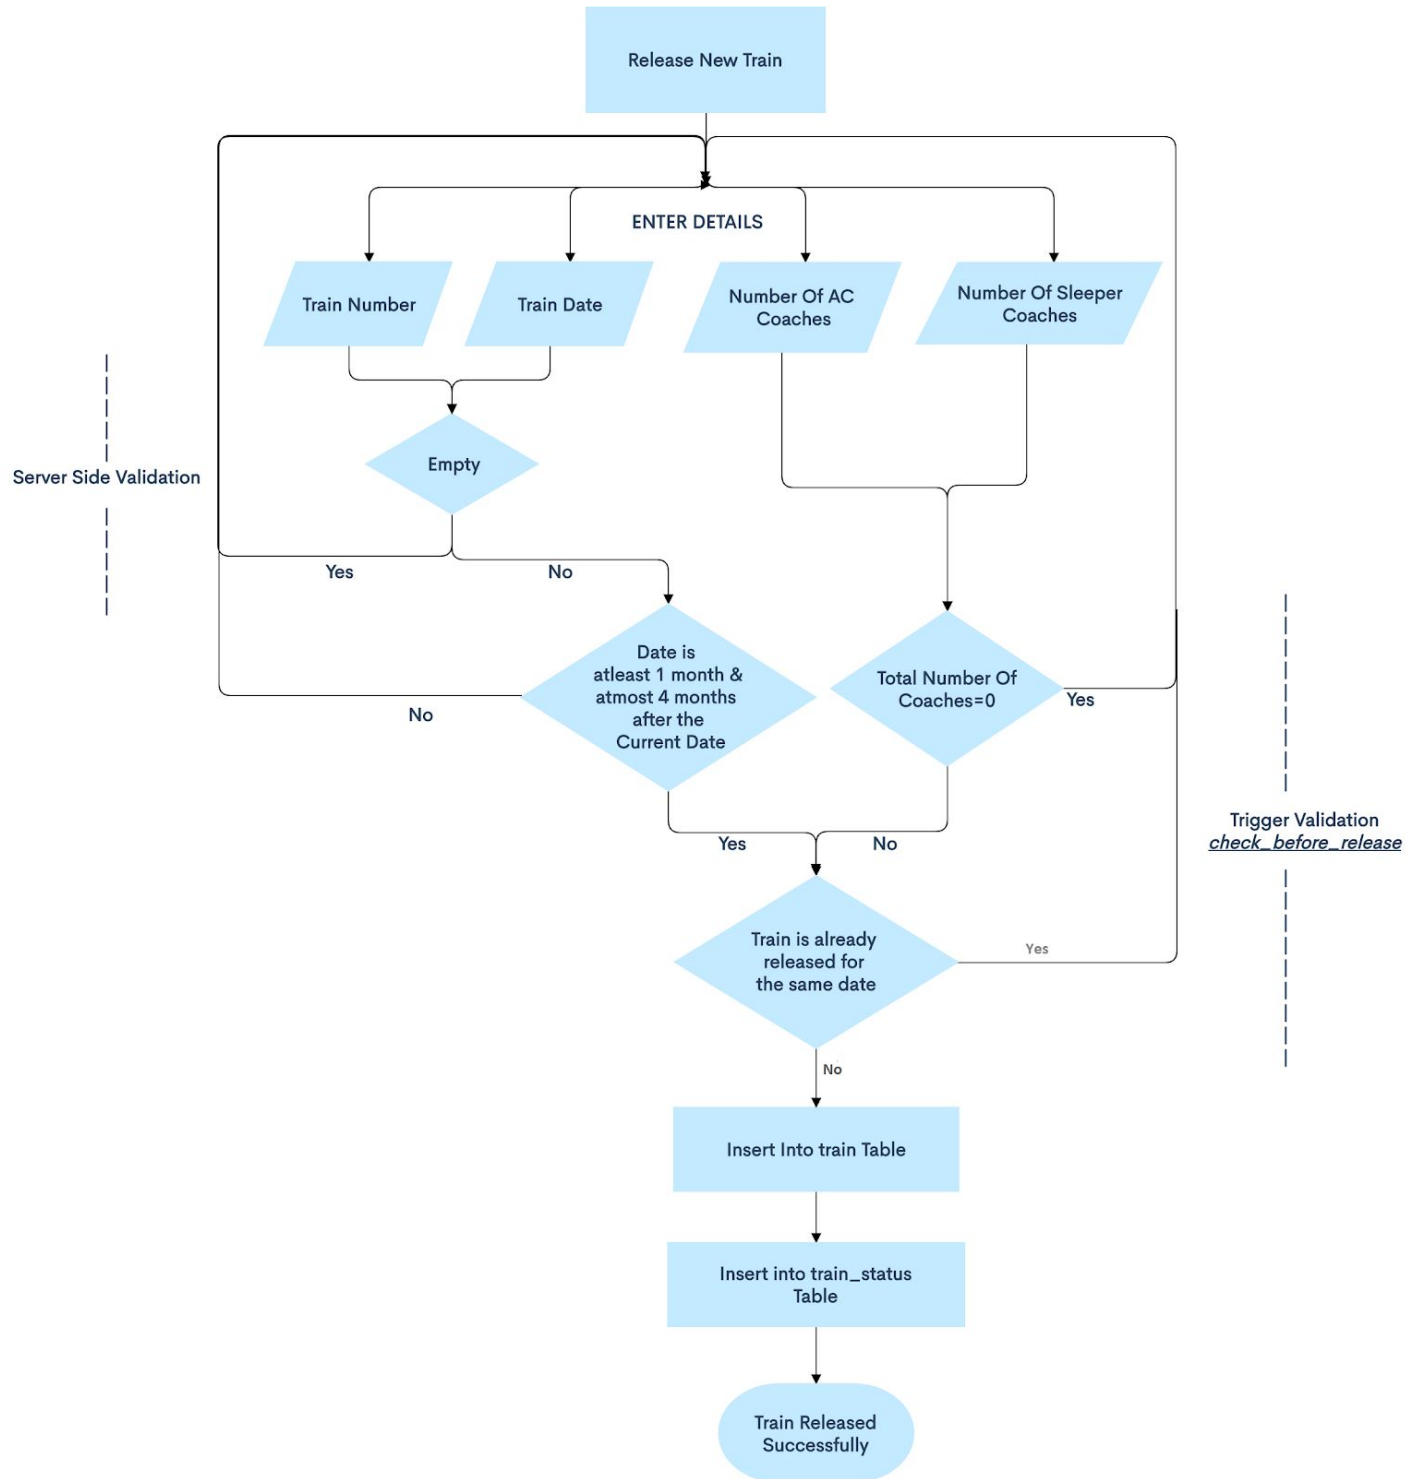 Release New Train
ENTER DETAILS
Train Number
Train Date
Number Of AC
Coaches
Number Of Sleeper
Coaches
Server Side Validation
Empty
Yes
No
Date is
atleast 1 month &
atmost 4 months
after the
Current Date
No
Total Number Of
Coaches=0
Yes
Trigger Validation
check_before_release
Yes
No
Train is already
released for
the same date
Yes
No
Insert Into train Table
Insert into train_status
Table
Train Released
Successfully